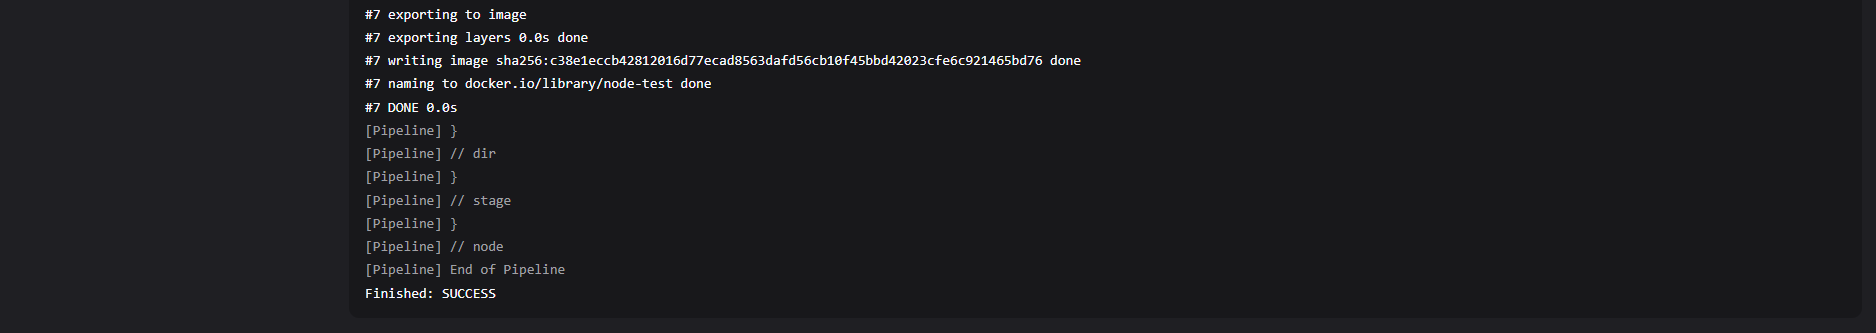 #7 exporting to image
#7 exporting layers 0.0s done
#7 writing image sha256:c38e1eccb42812016d77ecad8563dafd56cb10f45bbd42023cfe6c921465bd76 done
#7 naming to docker.io/library/node-test done
#7 DONE 0.0s
[Pipeline] }
[Pipeline] // dir
[Pipeline] }
[Pipeline] // stage
[Pipeline] }
[Pipeline] // node
[Pipeline] End of Pipeline
Finished: SUCCESS